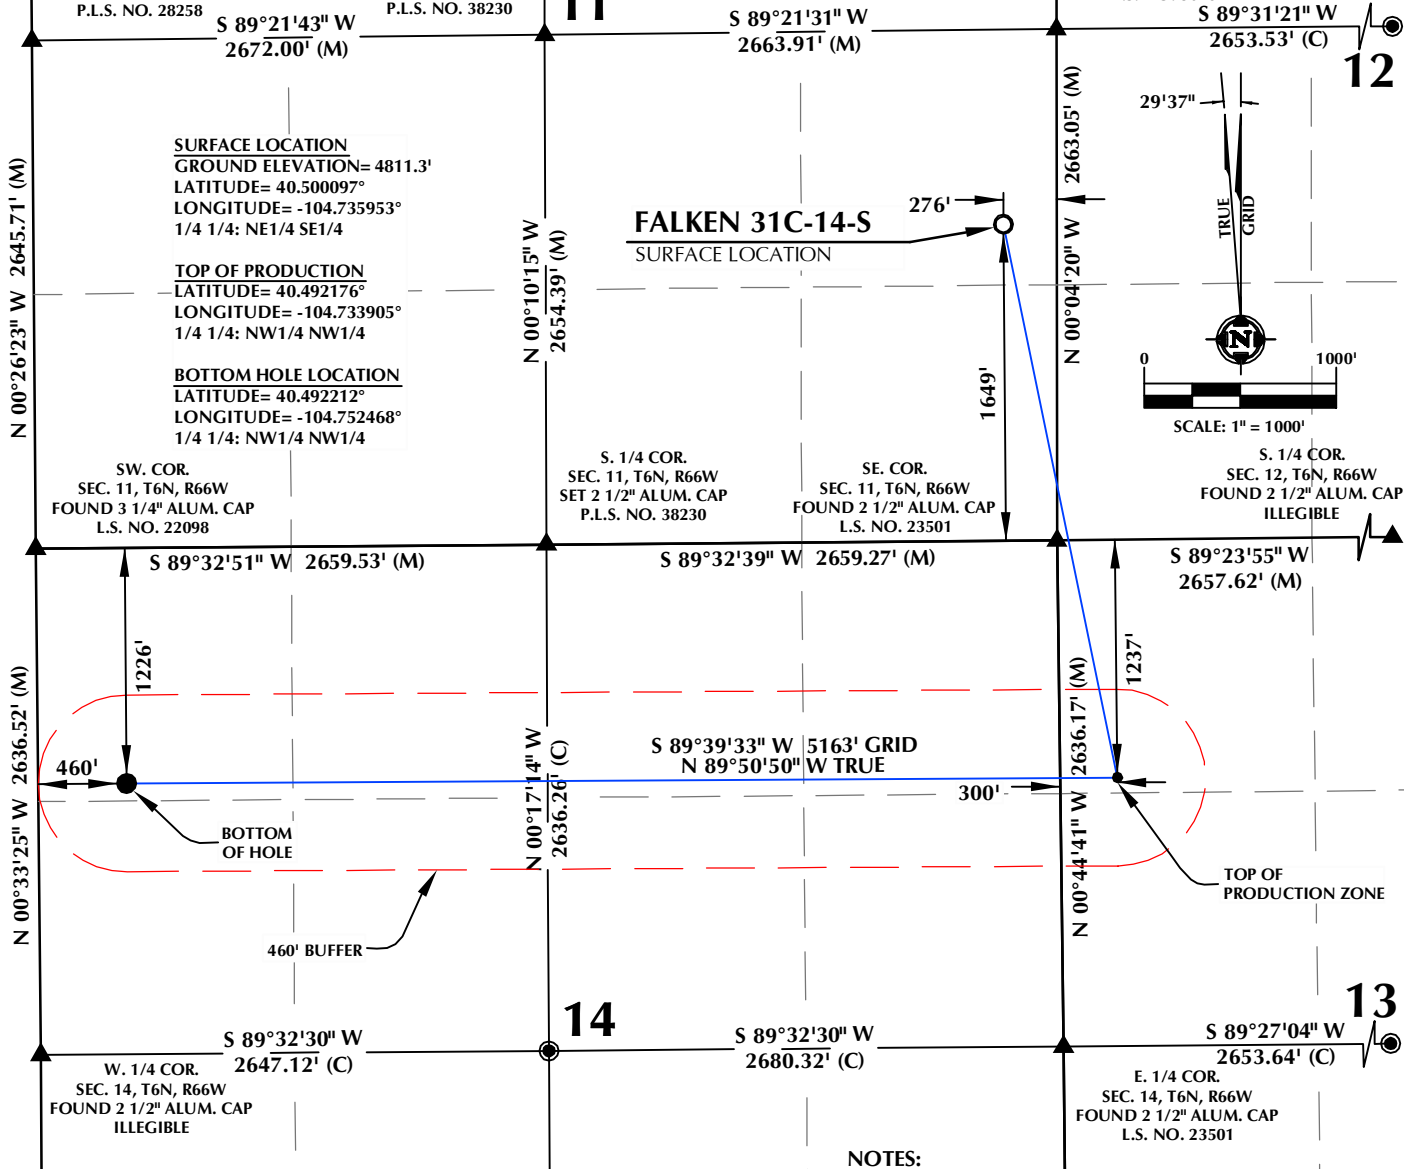 P.L.S. NO. 28258
P.L.S. NO. 38230
11
S 89°21'43" W
2672.00' (M)
S 89°21'31" W
2663.91' (M)
S 89°31'21" W
2653.53' (C)
12
29'37"
TRUE
GRID
N
0 1000'
SCALE: 1" = 1000'
N 00°26'23" W 2645.71' (M)
SURFACE LOCATION
GROUND ELEVATION= 4811.3'
LATITUDE= 40.500097°
LONGITUDE= -104.735953°
1/4 1/4: NE1/4 SE1/4
TOP OF PRODUCTION
LATITUDE= 40.492176°
LONGITUDE= -104.733905°
1/4 1/4: NW1/4 NW1/4
BOTTOM HOLE LOCATION
LATITUDE= 40.492212°
LONGITUDE= -104.752468°
1/4 1/4: NW1/4 NW1/4
N 00°10'15" W
2654.39' (M)
FALKEN 31C-14-S
SURFACE LOCATION
276'
1649'
N 00°04'20" W 2663.05' (M)
SW. COR.
SEC. 11, T6N, R66W
FOUND 3 1/4" ALUM. CAP
L.S. NO. 22098
S. 1/4 COR.
SEC. 11, T6N, R66W
SET 2 1/2" ALUM. CAP
P.L.S. NO. 38230
SE. COR.
SEC. 11, T6N, R66W
FOUND 2 1/2" ALUM. CAP
L.S. NO. 23501
S. 1/4 COR.
SEC. 12, T6N, R66W
FOUND 2 1/2" ALUM. CAP
ILLEGIBLE
S 89°32'51" W 2659.53' (M)
S 89°32'39" W 2659.27' (M)
S 89°23'55" W
2657.62' (M)
N 00°33'25" W 2636.52' (M)
1226'
460'
BOTTOM
OF HOLE
460' BUFFER
N 00°17'14" W
2636.26' (C)
S 89°39'33" W 5163' GRID
N 89°50'50" W TRUE
300'
N 00°44'41" W 2636.17' (M)
1237'
TOP OF
PRODUCTION ZONE
14
13
S 89°32'30" W
2647.12' (C)
S 89°32'30" W
2680.32' (C)
S 89°27'04" W
2653.64' (C)
W. 1/4 COR.
SEC. 14, T6N, R66W
FOUND 2 1/2" ALUM. CAP
ILLEGIBLE
E. 1/4 COR.
SEC. 14, T6N, R66W
FOUND 2 1/2" ALUM. CAP
L.S. NO. 23501
NOTES: